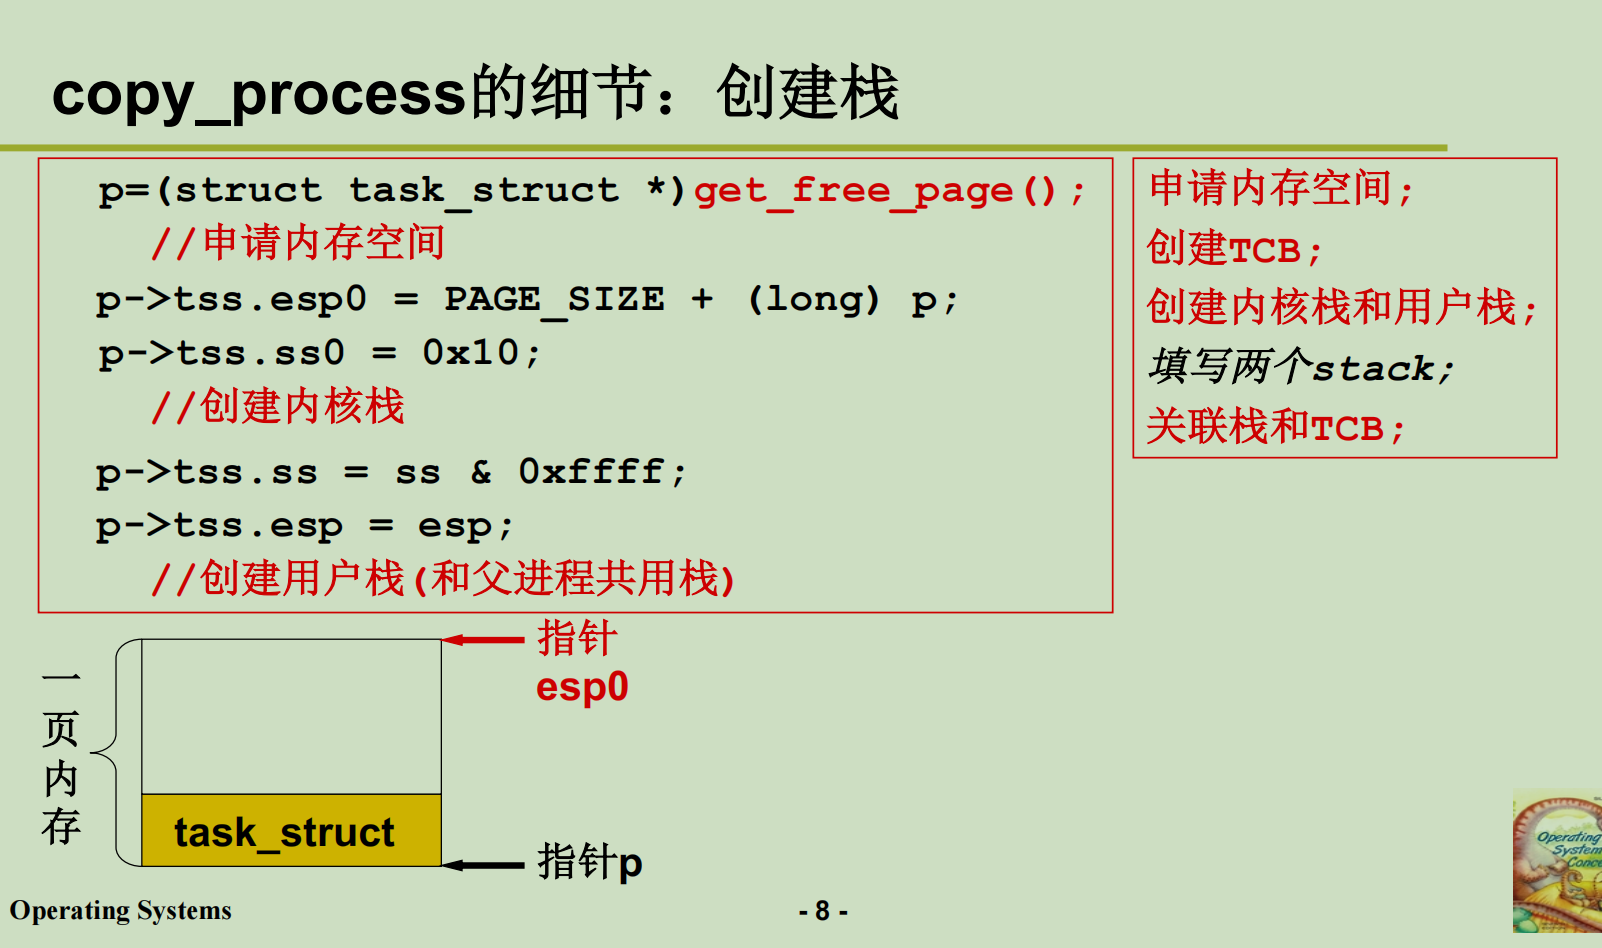 copy_process的细节：创建栈
p=(struct task_struct *)get_free_page();
//申请内存空间
p->tss.esp0 = PAGE_SIZE + (long) p;
p->tss.ss0 = 0x10;
//创建内核栈
p->tss.ss = ss & 0xffff;
p->tss.esp = esp;
//创建用户栈(和父进程共用栈)
申请内存空间;
创建TCB;
创建内核栈和用户栈;
填写两个stack;
关联栈和TCB;
一页内存
指针
esp0
task_struct
指针p
Operating
System
Operating Systems
- 8 -